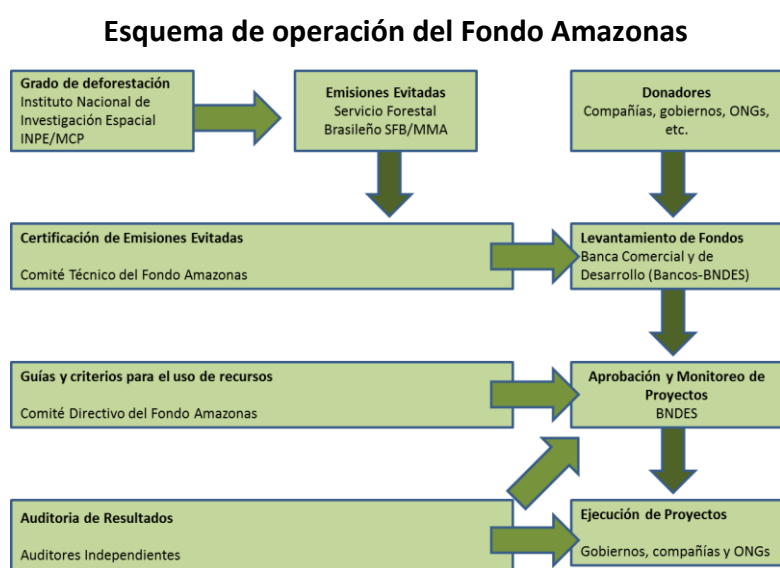 Esquema de operación del Fondo Amazonas
Grado de deforestación
Instituto Nacional de
Investigación Espacial
INPE/MCP
Emisiones Evitadas
Servicio Forestal
Brasileño SFB/MMA
Donadores
Compañías, gobiernos, ONGs,
etc.
Certificación de Emisiones Evitadas
Comité Técnico del Fondo Amazonas
Levantamiento de Fondos
Banca Comercial y de
Desarrollo (Bancos-BNDES)
Guías y criterios para el uso de recursos
Comité Directivo del Fondo Amazonas
Aprobación y Monitoreo de
Proyectos
BNDES
Auditoria de Resultados
Auditores Independientes
Ejecución de Proyectos
Gobiernos, compañías y ONGs